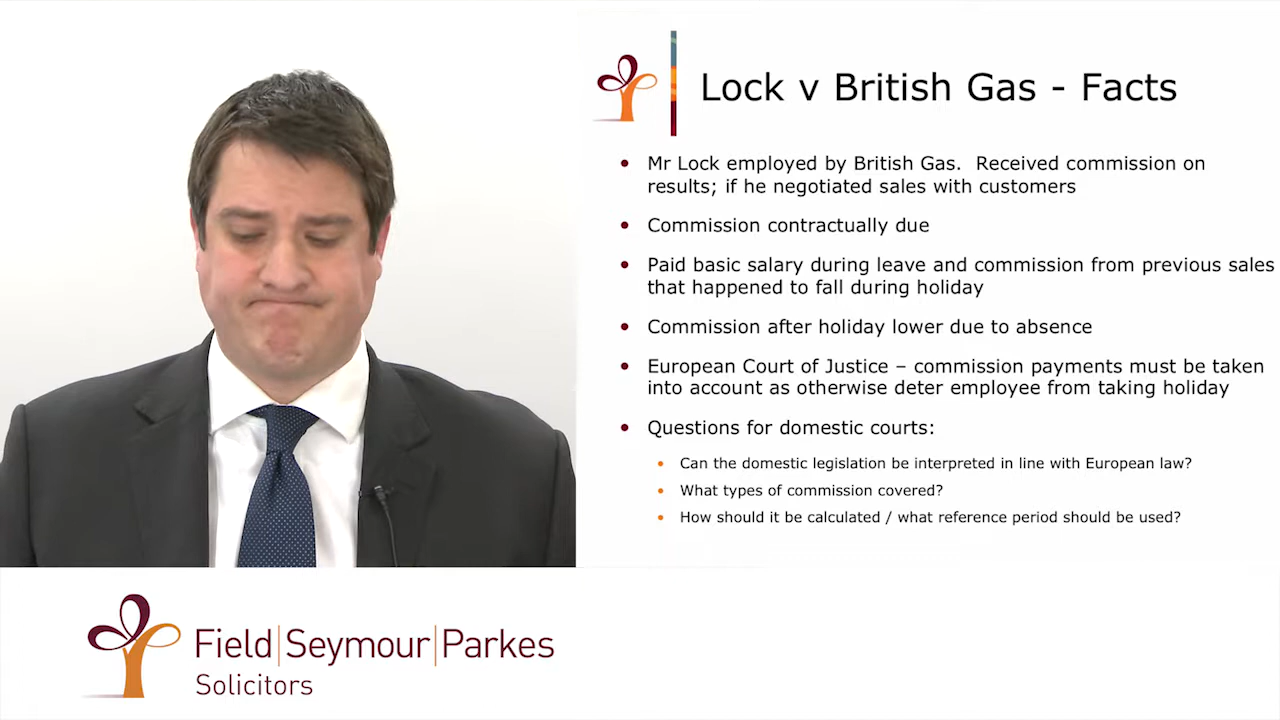 Lock v British Gas - Facts
• Mr Lock employed by British Gas.  Received commission on
results; if he negotiated sales with customers
• Commission contractually due
• Paid basic salary during leave and commission from previous sales
that happened to fall during holiday
• Commission after holiday lower due to absence
• European Court of Justice – commission payments must be taken
into account as otherwise deter employee from taking holiday
• Questions for domestic courts:
• Can the domestic legislation be interpreted in line with European law?
• What types of commission covered?
• How should it be calculated / what reference period should be used?
Field|Seymour|Parkes
Solicitors